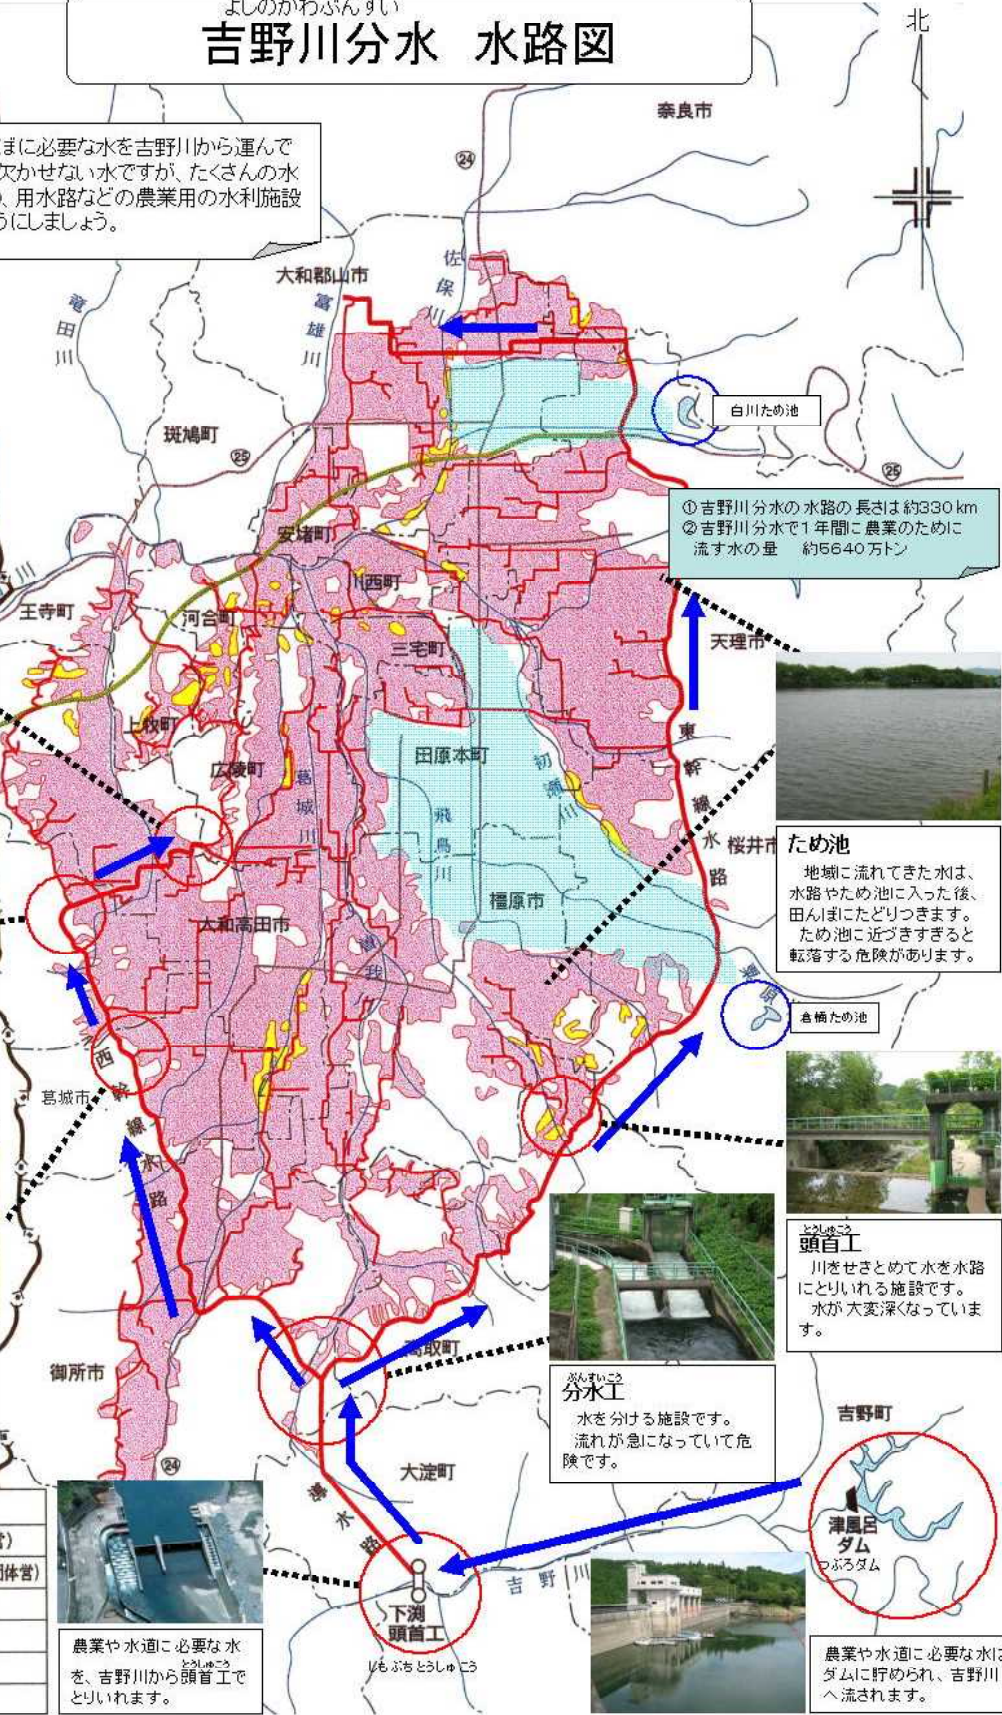 よしのかわぶんすい
吉野川分水 水路図
北
奈良市
ぼに必要な水を吉野川から運んで
欠かせない水ですが、たくさんの水
、用水路などの農業用の水利施設
うにしましょう。
24
大和郡山市
佐保川
富雄川
竜田川
白川ため池
斑鳩町
25
25
①吉野川分水の水路の長さは約330km
②吉野川分水で1年間に農業のために
流す水の量 約5640万トン
安堵町
川西町
川
王寺町
河合町
三宅町
天理市
上牧町
広陵町
田原本町
東幹線水路
葛城川
初瀬川
飛鳥川
桜井市
ため池
地域に流れてきた水は、
水路やため池に入った後、
田んぼにたどりつきます。
ため池に近づきすぎると
転落する危険があります。
橿原市
大和高田市
曽我
粟原
倉橋ため池
西幹線水路
葛城市
とうしゅこう
頭首工
川をせきとめて水を水路
にとりいれる施設です。
水が大変深くなっていま
す。
高取町
御所市
ぶんすいこう
分水工
水を分ける施設です。
流れが急になっていて危
険です。
吉野町
24
大淀町
導水路
津風呂
ダム
つぶろダム
営)
団体営)
吉野川
下渕
頭首工
しもぶちとうしゅこう
農業や水道に必要な水
とうしゅこう
を、吉野川から頭首工で
とりいれます。
農業や水道に必要な水は
ダムに貯められ、吉野川
へ流されます。